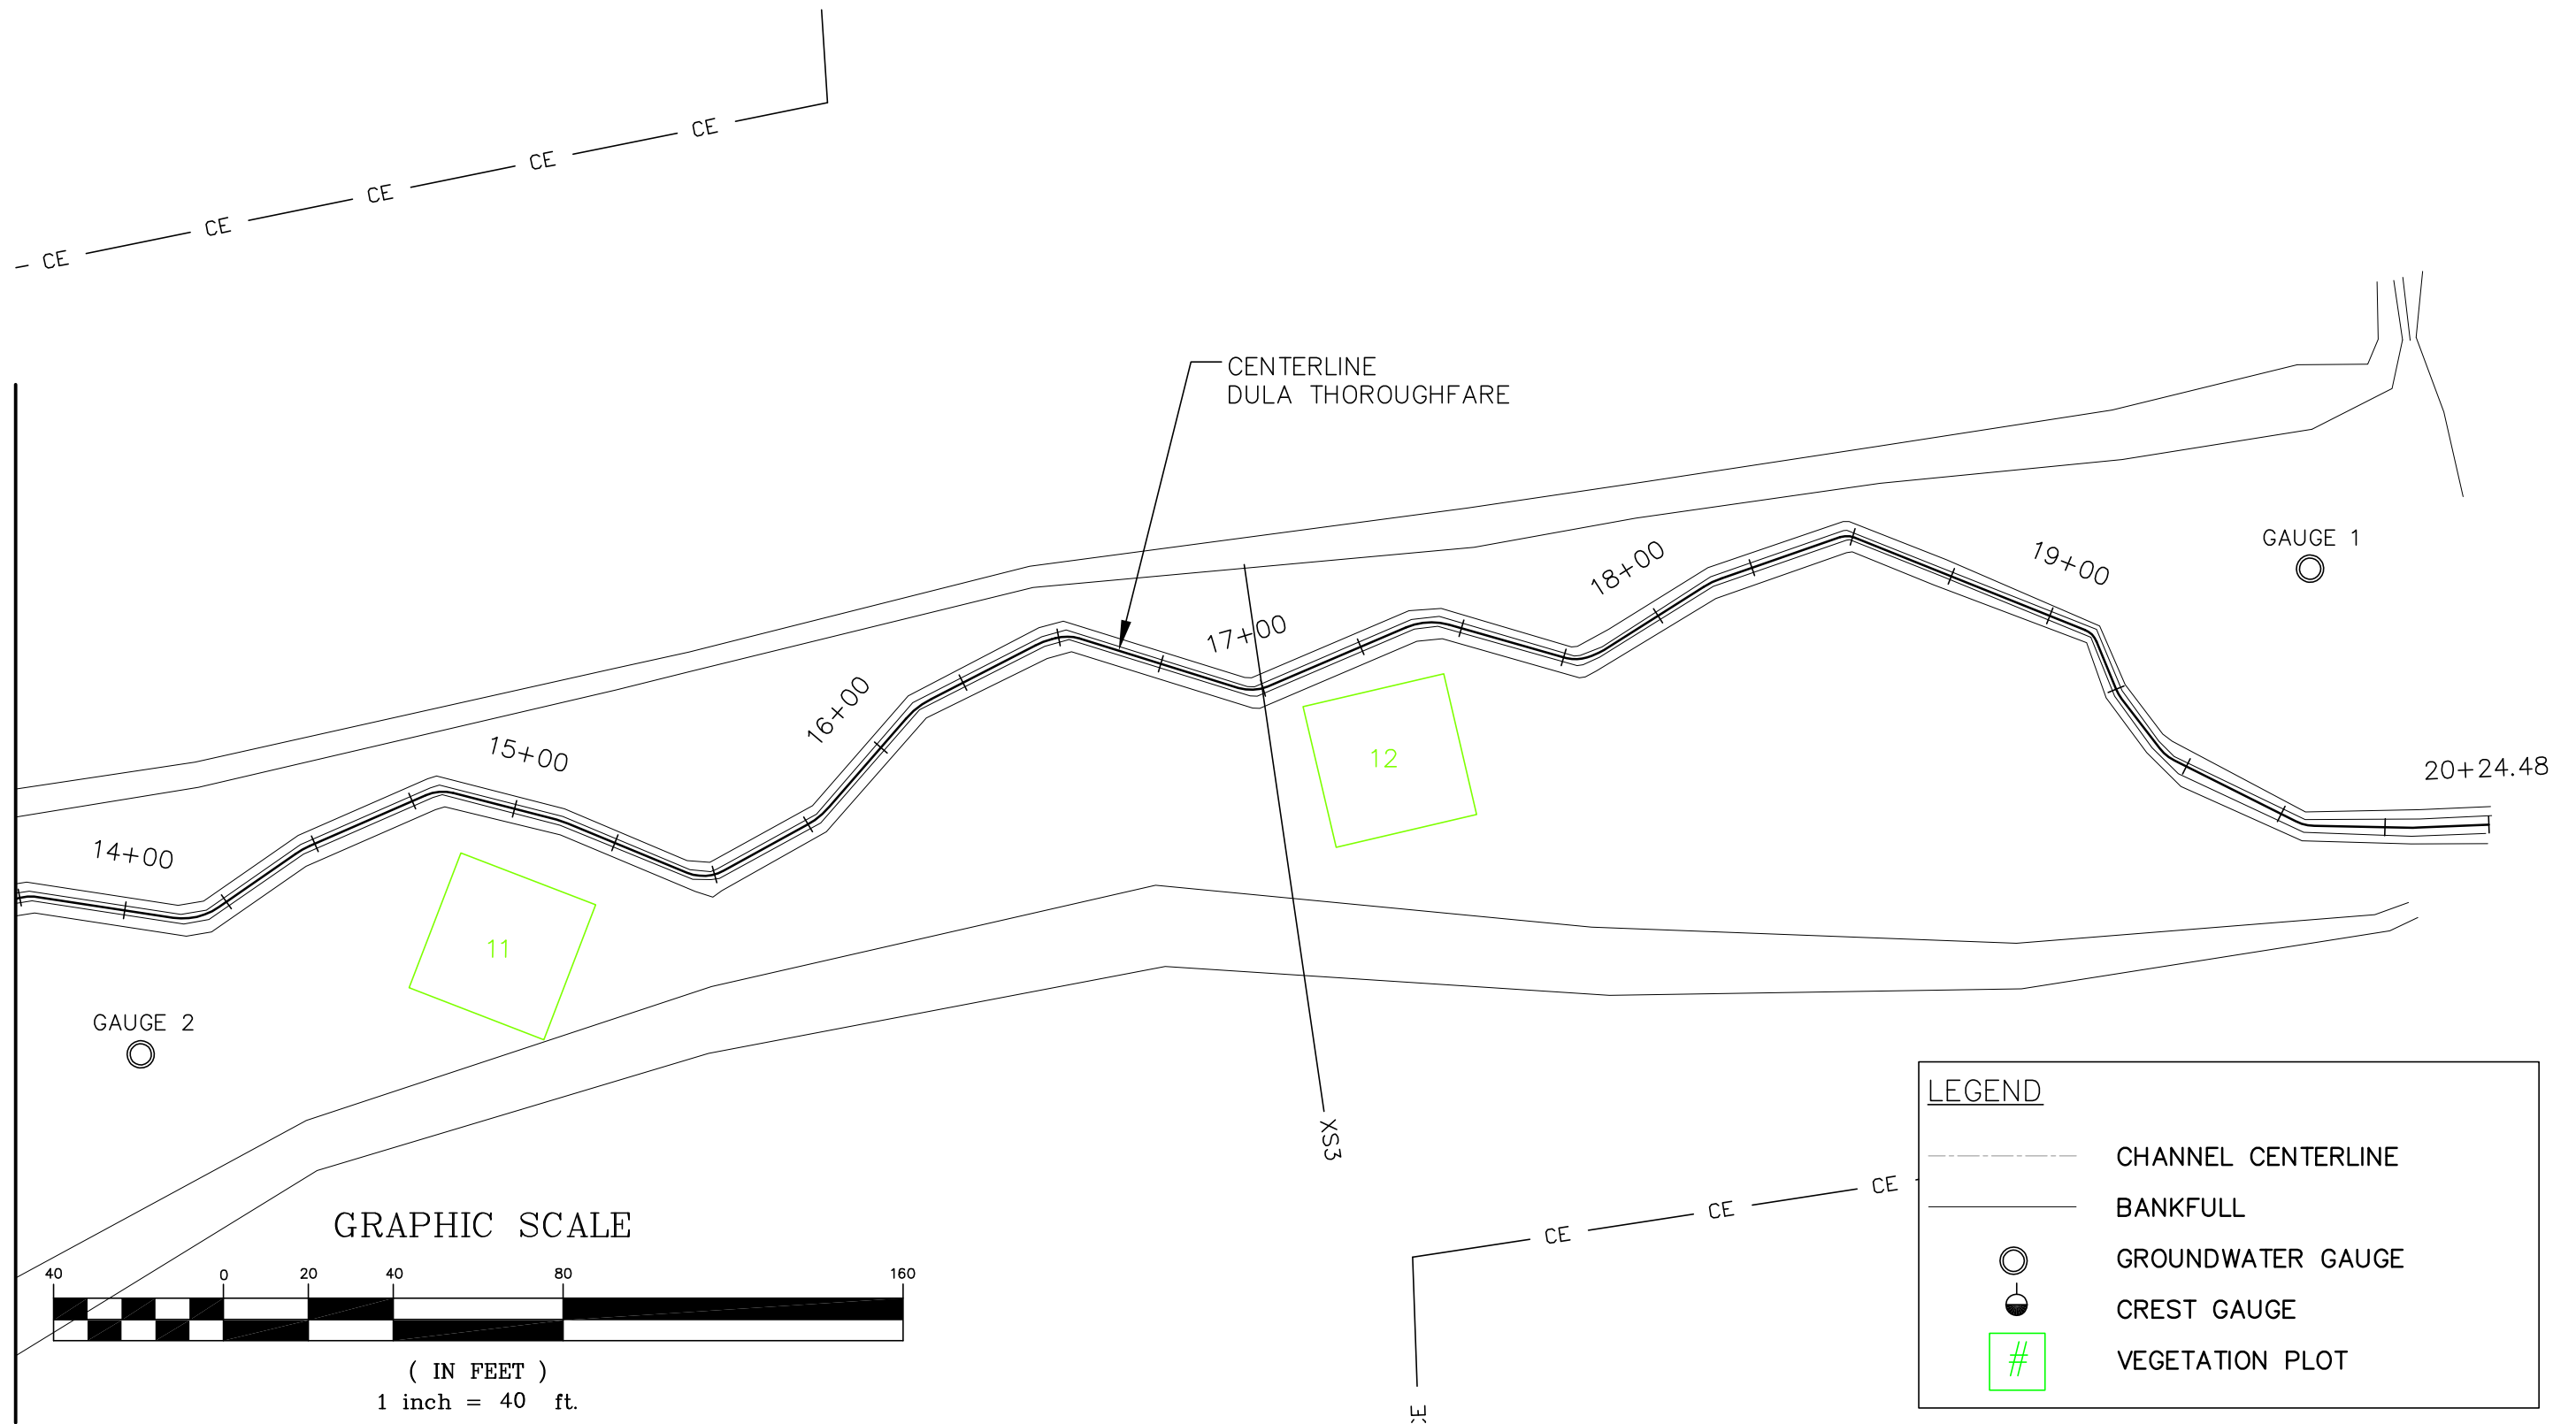 CE
CE
CE
CE
CE
CENTERLINE
DULA THOROUGHFARE
GAUGE 1
19+00
18+00
17+00
16+00
15+00
14+00
20+24.48
12
11
GAUGE 2
XS3
CE
CE
CE
CE
GRAPHIC SCALE
40 0 20 40 80 160
( IN FEET )
1 inch = 40 ft.
LEGEND
CHANNEL CENTERLINE
BANKFULL
GROUNDWATER GAUGE
CREST GAUGE
# VEGETATION PLOT